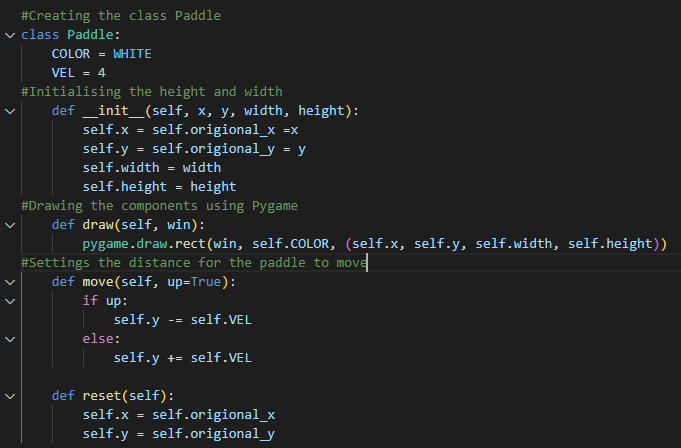 #Creating the class Paddle
class Paddle:
    COLOR = WHITE
    VEL = 4
#Initialising the height and width
    def __init__(self, x, y, width, height):
        self.x = self.origional_x =x
        self.y = self.origional_y = y
        self.width = width
        self.height = height
#Drawing the components using Pygame
    def draw(self, win):
        pygame.draw.rect(win, self.COLOR, (self.x, self.y, self.width, self.height))
#Settings the distance for the paddle to move
    def move(self, up=True):
        if up:
            self.y -= self.VEL
        else:
            self.y += self.VEL

    def reset(self):
        self.x = self.origional_x
        self.y = self.origional_y